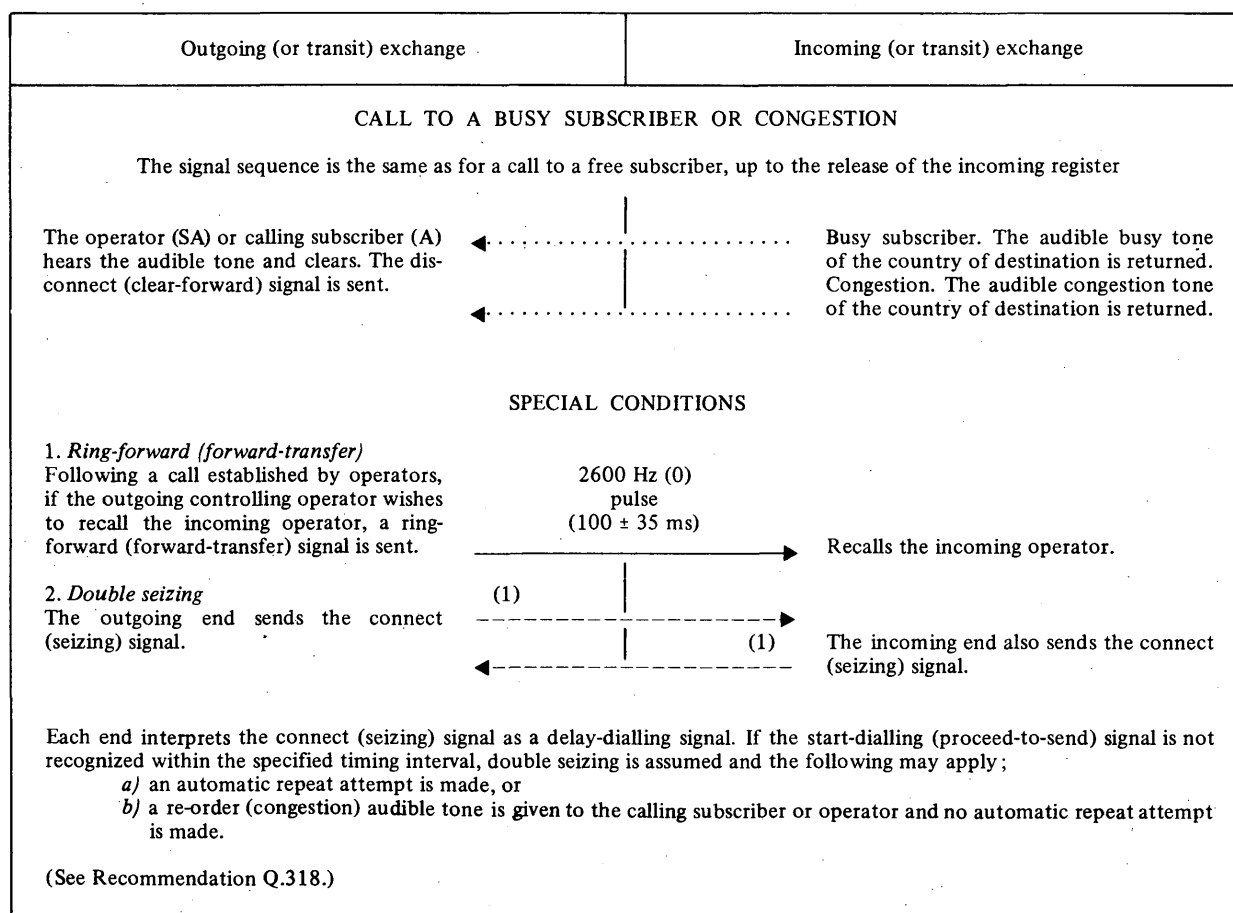 Outgoing (or transit) exchange
Incoming (or transit) exchange
CALL TO A BUSY SUBSCRIBER OR CONGESTION
The signal sequence is the same as for a call to a free subscriber, up to the release of the incoming register
The operator (SA) or calling subscriber (A)
hears the audible tone and clears. The dis-
connect (clear-forward) signal is sent.
Busy subscriber. The audible busy tone
of the country of destination is returned.
Congestion. The audible congestion tone
of the country of destination is returned.
SPECIAL CONDITIONS
1. Ring-forward (forward-transfer)
Following a call established by operators,
if the outgoing controlling operator wishes
to recall the incoming operator, a ring-
forward (forward-transfer) signal is sent.
2600 Hz (0)
pulse
(100 ± 35 ms)
Recalls the incoming operator.
2. Double seizing
The outgoing end sends the connect
(seizing) signal.
(1)
(1)
The incoming end also sends the connect
(seizing) signal.
Each end interprets the connect (seizing) signal as a delay-dialling signal. If the start-dialling (proceed-to-send) signal is not
recognized within the specified timing interval, double seizing is assumed and the following may apply;
a) an automatic repeat attempt is made, or
b) a re-order (congestion) audible tone is given to the calling subscriber or operator and no automatic repeat attempt
is made.
(See Recommendation Q.318.)